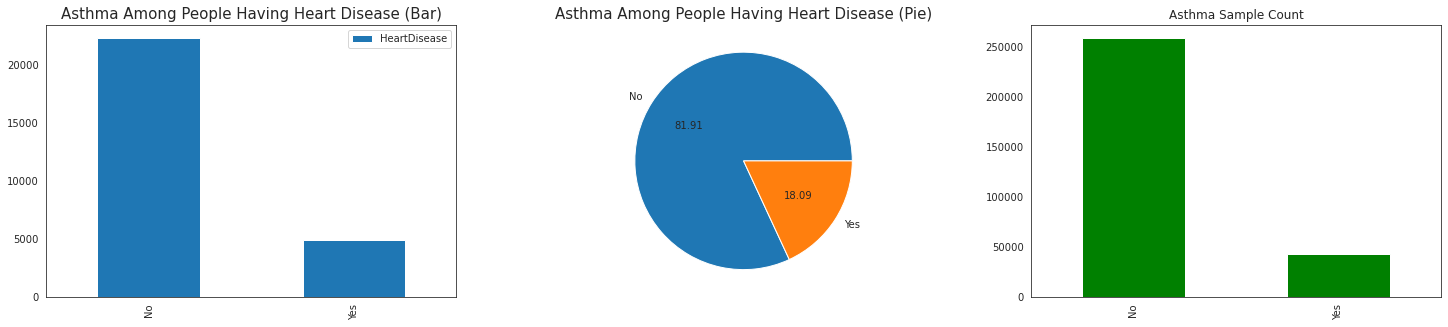 Asthma Among People Having Heart Disease (Bar)
HeartDisease
20000
15000
10000
5000
0
No
Yes
Asthma Among People Having Heart Disease (Pie)
No
81.91
18.09
Yes
Asthma Sample Count
250000
200000
150000
100000
50000
0
No
Yes